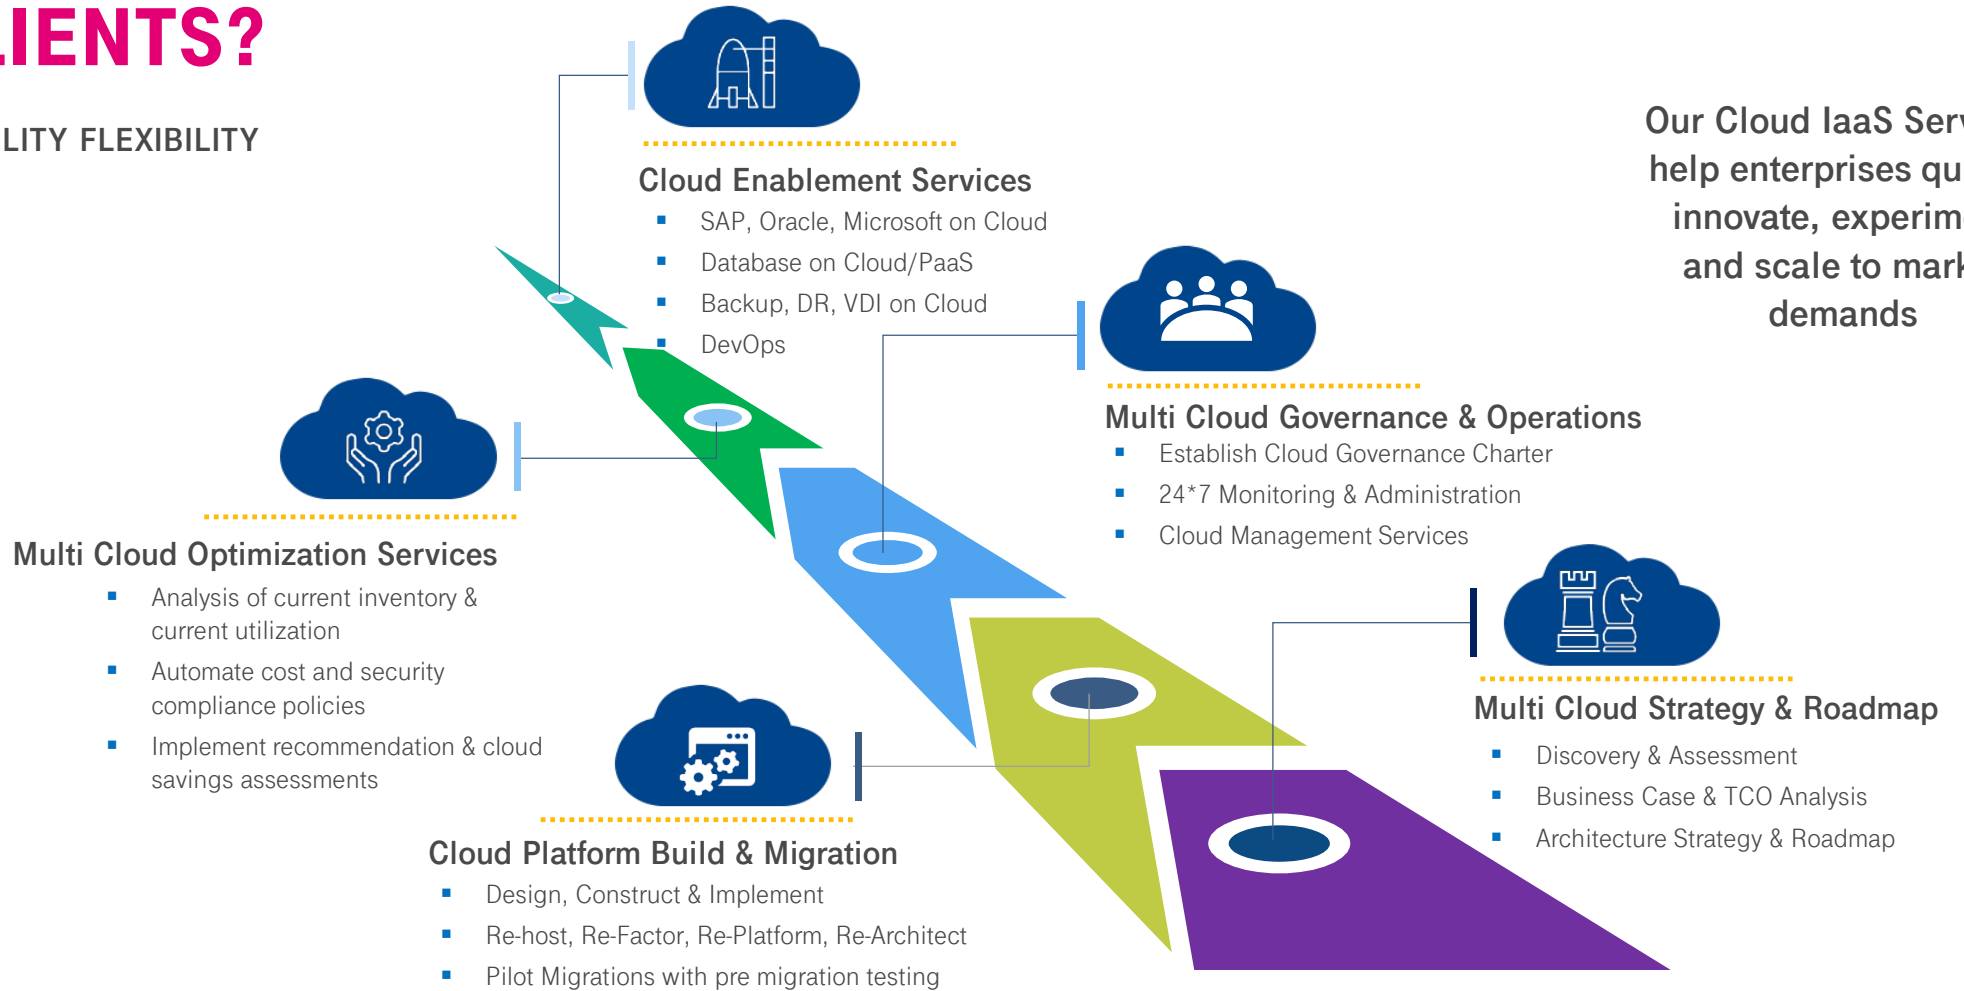 LIENTS?
LITY FLEXIBILITY
Cloud Enablement Services
SAP, Oracle, Microsoft on Cloud
Database on Cloud/PaaS
Backup, DR, VDI on Cloud
DevOps
Our Cloud IaaS Serv
help enterprises qu
innovate, experim
and scale to mark
demands
Multi Cloud Governance & Operations
Establish Cloud Governance Charter
24*7 Monitoring & Administration
Cloud Management Services
Multi Cloud Optimization Services
Analysis of current inventory &
current utilization
Automate cost and security
compliance policies
Implement recommendation & cloud
savings assessments
Multi Cloud Strategy & Roadmap
Discovery & Assessment
Business Case & TCO Analysis
Architecture Strategy & Roadmap
Cloud Platform Build & Migration
Design, Construct & Implement
Re-host, Re-Factor, Re-Platform, Re-Architect
Pilot Migrations with pre migration testing